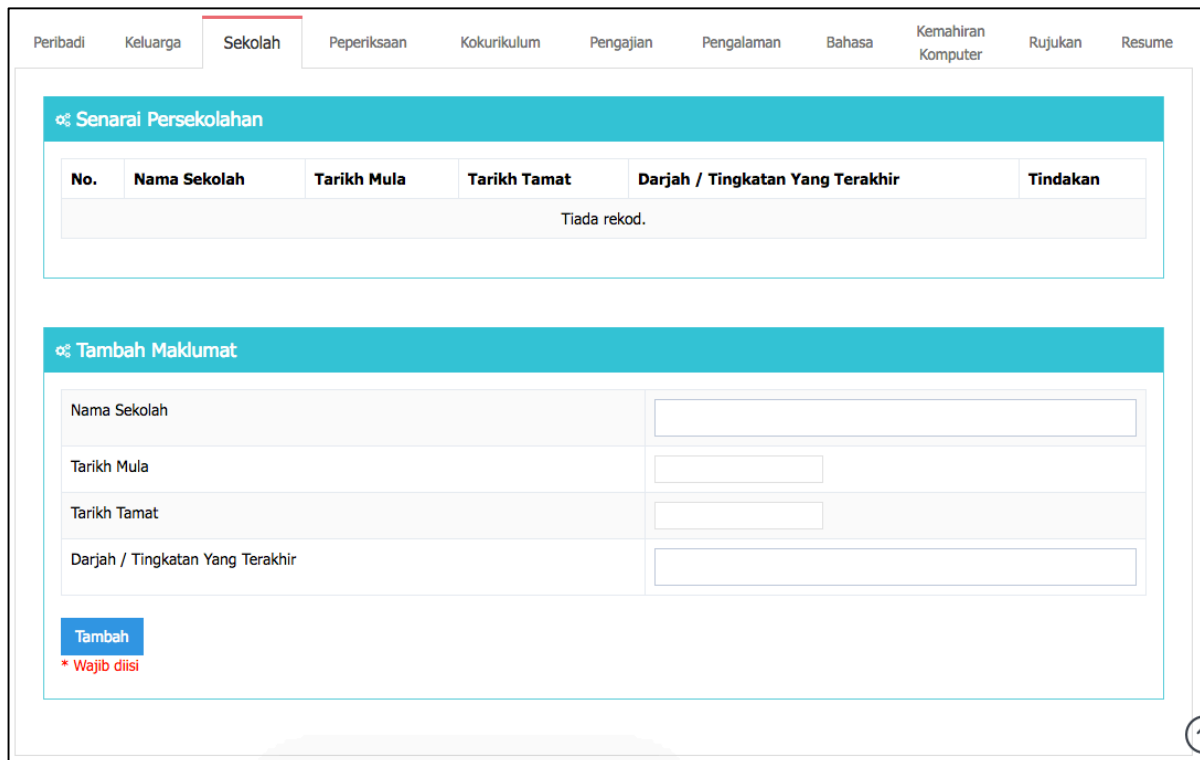 Peribadi Keluarga Sekolah Peperiksaan Kokurikulum Pengajian Pengalaman Bahasa Kemahiran Komputer Rujukan Resume
Senarai Persekolahan
No. Nama Sekolah Tarikh Mula Tarikh Tamat Darjah / Tingkatan Yang Terakhir Tindakan
Tiada rekod.
Tambah Maklumat
Nama Sekolah
Tarikh Mula
Tarikh Tamat
Darjah / Tingkatan Yang Terakhir
Tambah
* Wajib diisi